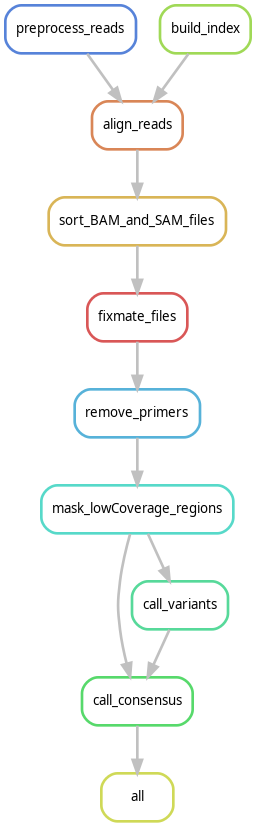 preprocess_reads
build_index
align_reads
sort_BAM_and_SAM_files
fixmate_files
remove_primers
mask_lowCoverage_regions
call_variants
call_consensus
all